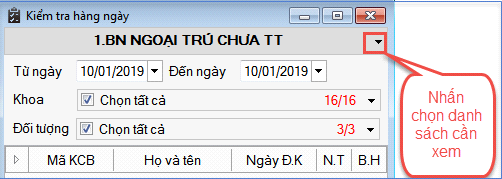 Kiểm tra hàng ngày
1.BN NGOẠI TRÚ CHƯA TT
Từ ngày 10/01/2019 Đến ngày 10/01/2019
Khoa Chọn tất cả 16/16
Đối tượng Chọn tất cả 3/3
Mã KCB Họ và tên Ngày Đ.K N.T B.H
Nhấn
chọn danh
sách cần
xem